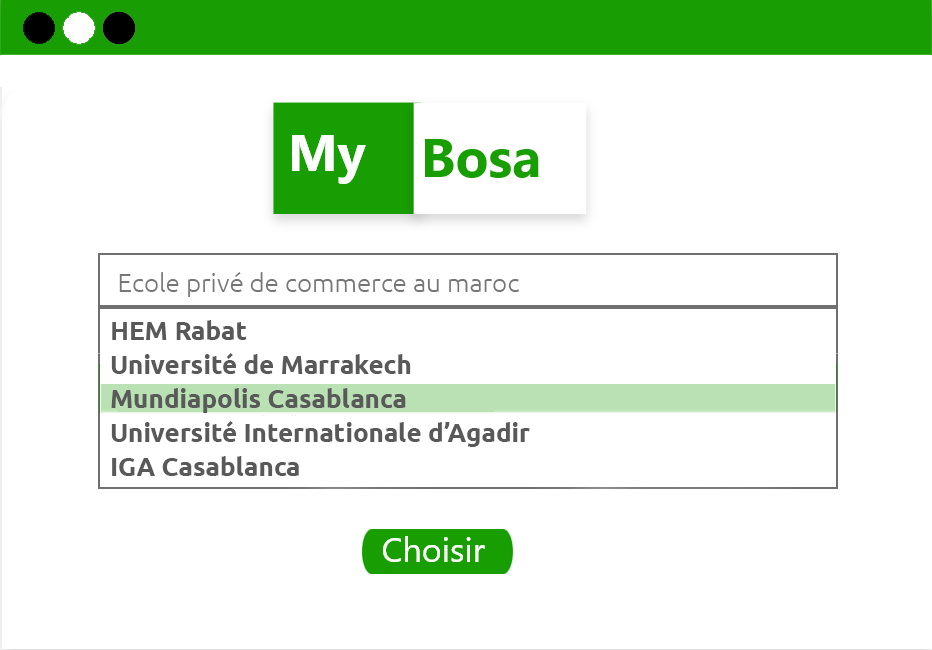 My Bosa
Ecole privé de commerce au maroc
HEM Rabat
Université de Marrakech
Mundiapolis Casablanca
Université Internationale d’Agadir
IGA Casablanca
Choisir